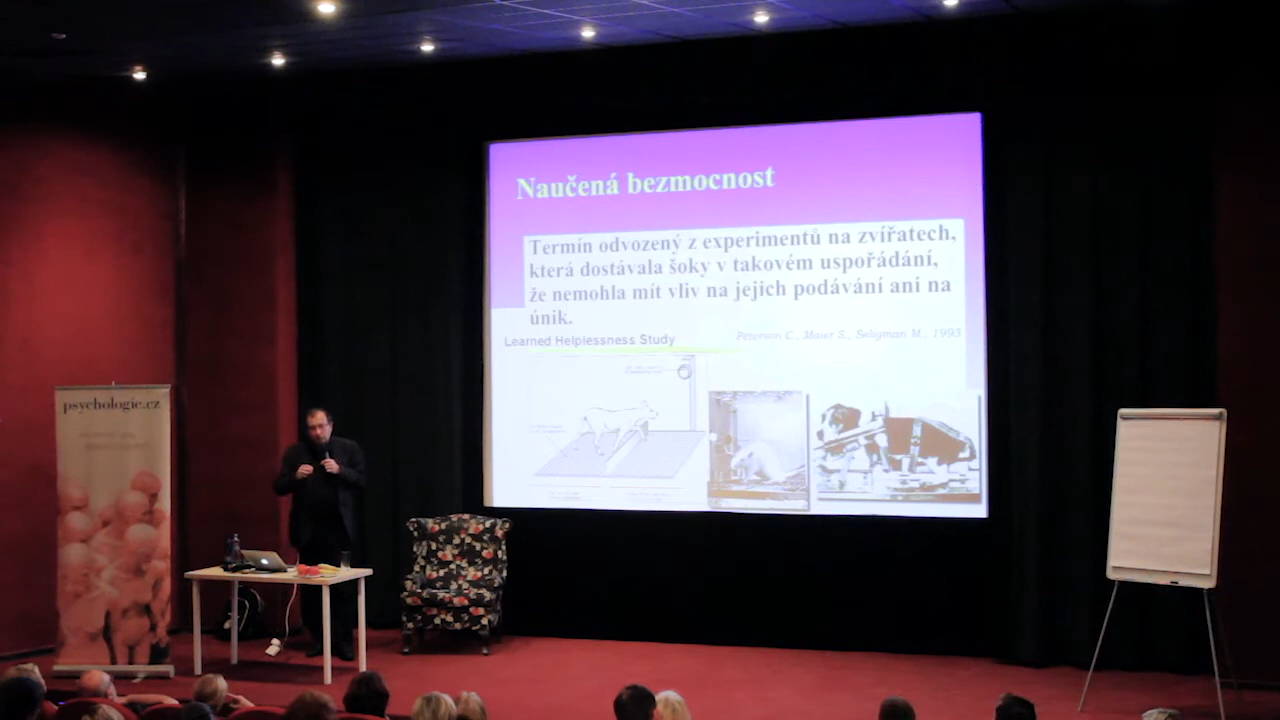 Naučená bezmocnost
Termín odvozený z experimentů na zvířatech,
která dostávala šoky v takovém uspořádání,
že nemohla mít vliv na jejich podávání ani na
únik.
Learned Helplessness Study
Peterson C., Maier S., Seligman M., 1993
psychologie.cz